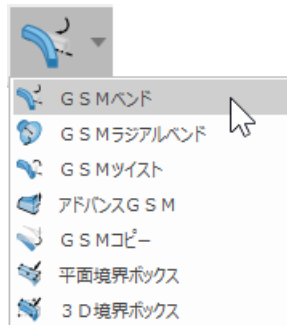 ＧＳＭベンド
ＧＳＭラジアルベンド
ＧＳＭツイスト
アドバンスＧＳＭ
ＧＳＭコピー
平面境界ボックス
３Ｄ境界ボックス